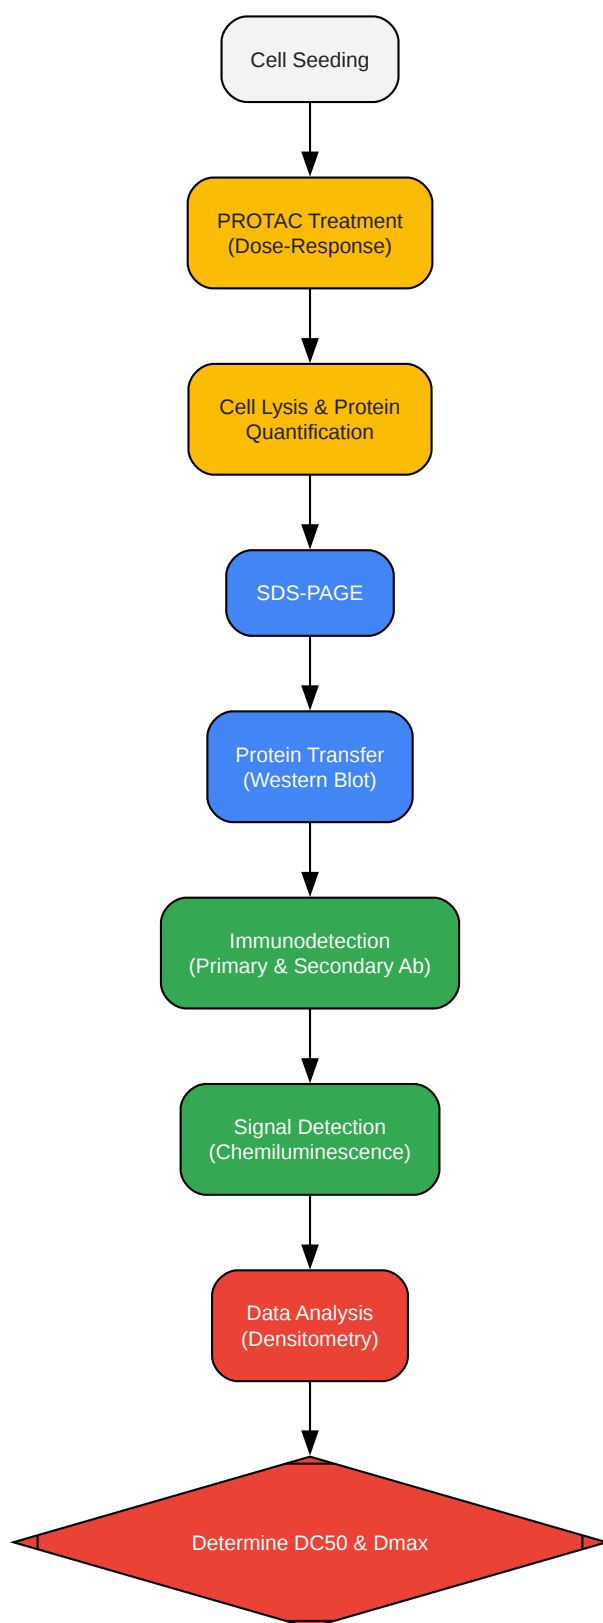 Cell Seeding
PROTAC Treatment
(Dose-Response)
Cell Lysis & Protein
Quantification
SDS-PAGE
Protein Transfer
(Western Blot)
Immunodetection
(Primary & Secondary Ab)
Signal Detection
(Chemiluminescence)
Data Analysis
(Densitometry)
Determine DC50 & Dmax